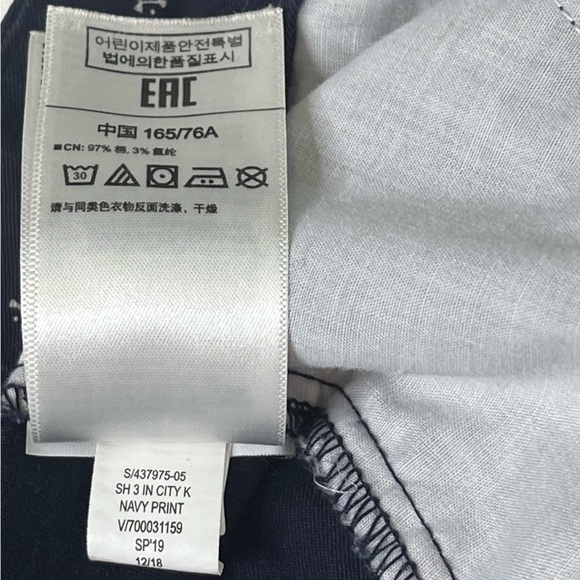 어린이제품안전특별
법에의한품질표시
EAC
中国 165/76A
■CN: 97% 棉, 3% 氨纶
30
请与同类色衣物反面洗涤、干燥
S/437975-05
SH 3 IN CITY K
NAVY PRINT
V/700031159
SP'19
12/18